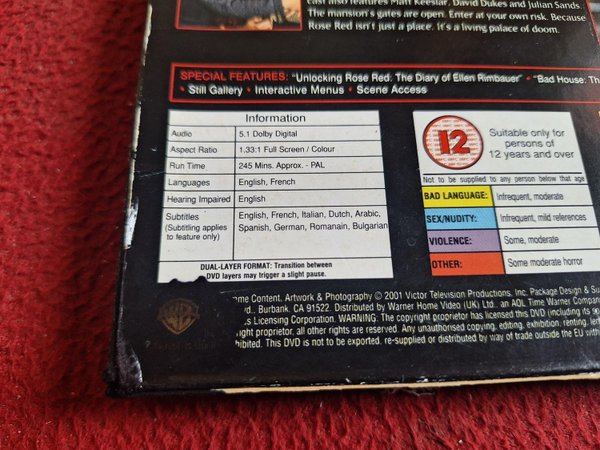 cast also features Matt Keeslar, David Dukes and Julian Sands.
The mansion's gates are open. Enter at your own risk. Because
Rose Red isn't just a place. It's a living palace of doom.
SPECIAL FEATURES: "Unlocking Rose Red: The Diary of Ellen Rimbauer" • "Bad House: Th
• Still Gallery • Interactive Menus • Scene Access
Information
Audio 5.1 Dolby Digital
Aspect Ratio 1.33:1 Full Screen / Colour
Run Time 245 Mins. Approx. - PAL
Languages English, French
Hearing Impaired English
Subtitles English, French, Italian, Dutch, Arabic,
(Subtitling applies Spanish, German, Romanain, Bulgarian
to feature only)
DUAL-LAYER FORMAT: Transition between
DVD layers may trigger a slight pause.
12
Suitable only for
persons of
12 years and over
Not to be supplied to any person below that age
BAD LANGUAGE: Infrequent, moderate
SEX/NUDITY: Infrequent, mild references
VIOLENCE: Some, moderate
OTHER: Some moderate horror
me Content, Artwork & Photography © 2001 Victor Television Productions, Inc. Package Design & Su
vd., Burbank, CA 91522. Distributed by Warner Home Video (UK) Ltd. an AOL Time Warner Compan
s Licensing Corporation. WARNING: The copyright proprietor has licensed this DVD (including its
ight proprietor, all other rights are reserved. Any unauthorised copying, editing, exhibition, renting,
hibited. This DVD is not to be exported, re-supplied or distributed by way of trade outside the EU
WB